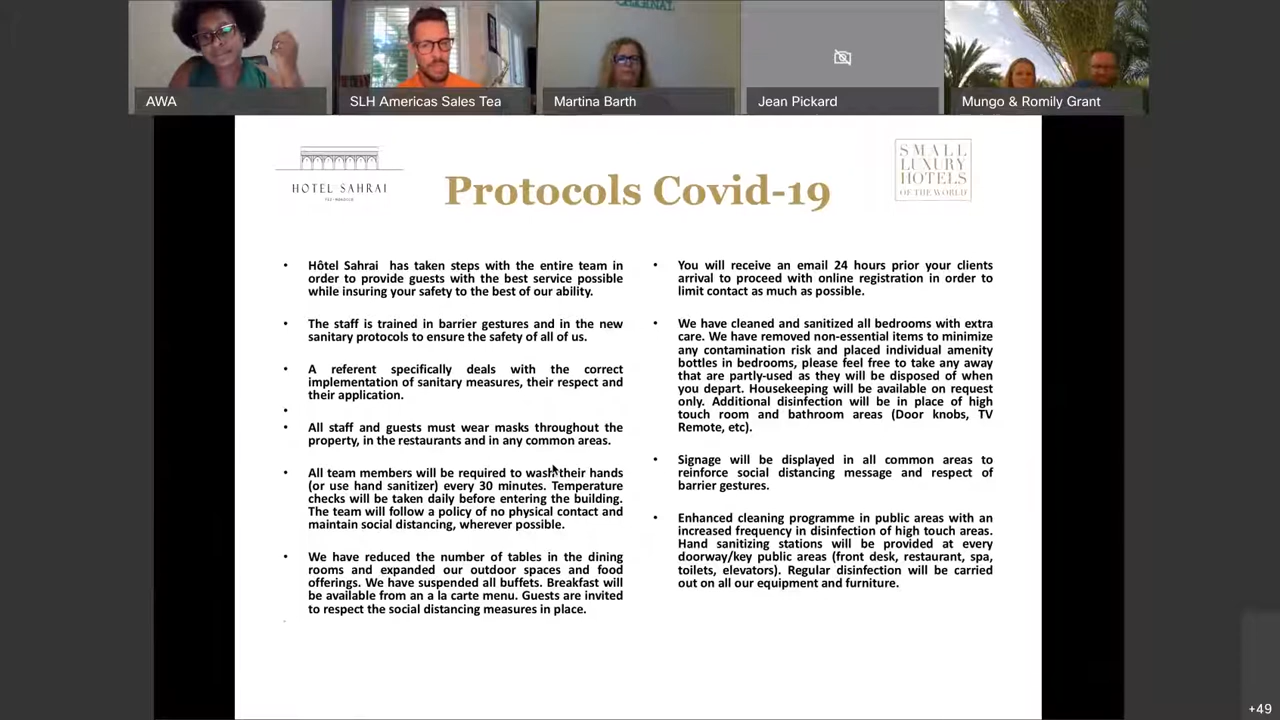 ORIGINAL
AWA
SLH Americas Sales Tea
Martina Barth
Jean Pickard
Mungo & Romily Grant
HOTEL SAHRAI
Protocols Covid-19
SMALL
LUXURY
HOTELS
OF THE WORLD
• Hôtel Sahrai has taken steps with the entire team in
order to provide guests with the best service possible
while insuring your safety to the best of our ability.
• The staff is trained in barrier gestures and in the new
sanitary protocols to ensure the safety of all of us.
• A referent specifically deals with the correct
implementation of sanitary measures, their respect and
their application.
•
• All staff and guests must wear masks throughout the
property, in the restaurants and in any common areas.
• All team members will be required to wash their hands
(or use hand sanitizer) every 30 minutes. Temperature
checks will be taken daily before entering the building.
The team will follow a policy of no physical contact and
maintain social distancing, wherever possible.
• We have reduced the number of tables in the dining
rooms and expanded our outdoor spaces and food
offerings. We have suspended all buffets. Breakfast will
be available from an a la carte menu. Guests are invited
to respect the social distancing measures in place.
• You will receive an email 24 hours prior your clients
arrival to proceed with online registration in order to
limit contact as much as possible.
• We have cleaned and sanitized all bedrooms with extra
care. We have removed non-essential items to minimize
any contamination risk and placed individual amenity
bottles in bedrooms, please feel free to take any away
that are partly-used as they will be disposed of when
you depart. Housekeeping will be available on request
only. Additional disinfection will be in place of high
touch room and bathroom areas (Door knobs, TV
Remote, etc).
• Signage will be displayed in all common areas to
reinforce social distancing message and respect of
barrier gestures.
• Enhanced cleaning programme in public areas with an
increased frequency in disinfection of high touch areas.
Hand sanitizing stations will be provided at every
doorway/key public areas (front desk, restaurant, spa,
toilets, elevators). Regular disinfection will be carried
out on all our equipment and furniture.
+49